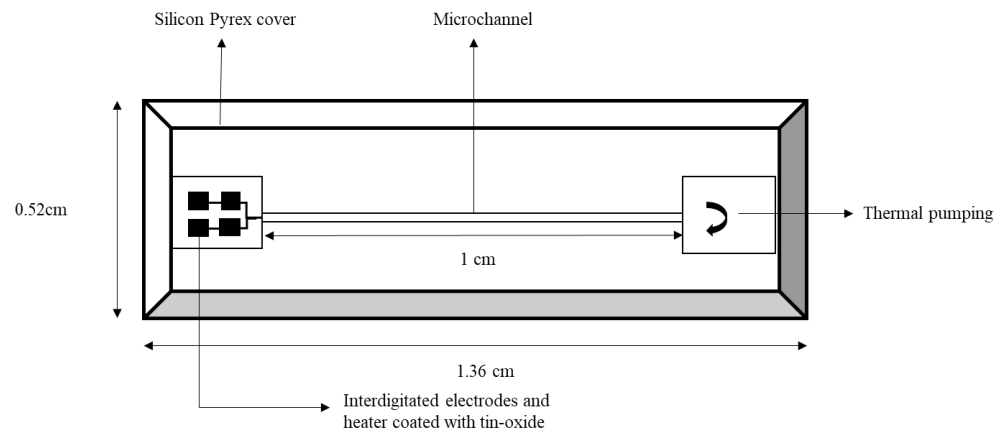 Silicon Pyrex cover
Microchannel
0.52cm
Thermal pumping
1 cm
1.36 cm
Interdigitated electrodes and
heater coated with tin-oxide